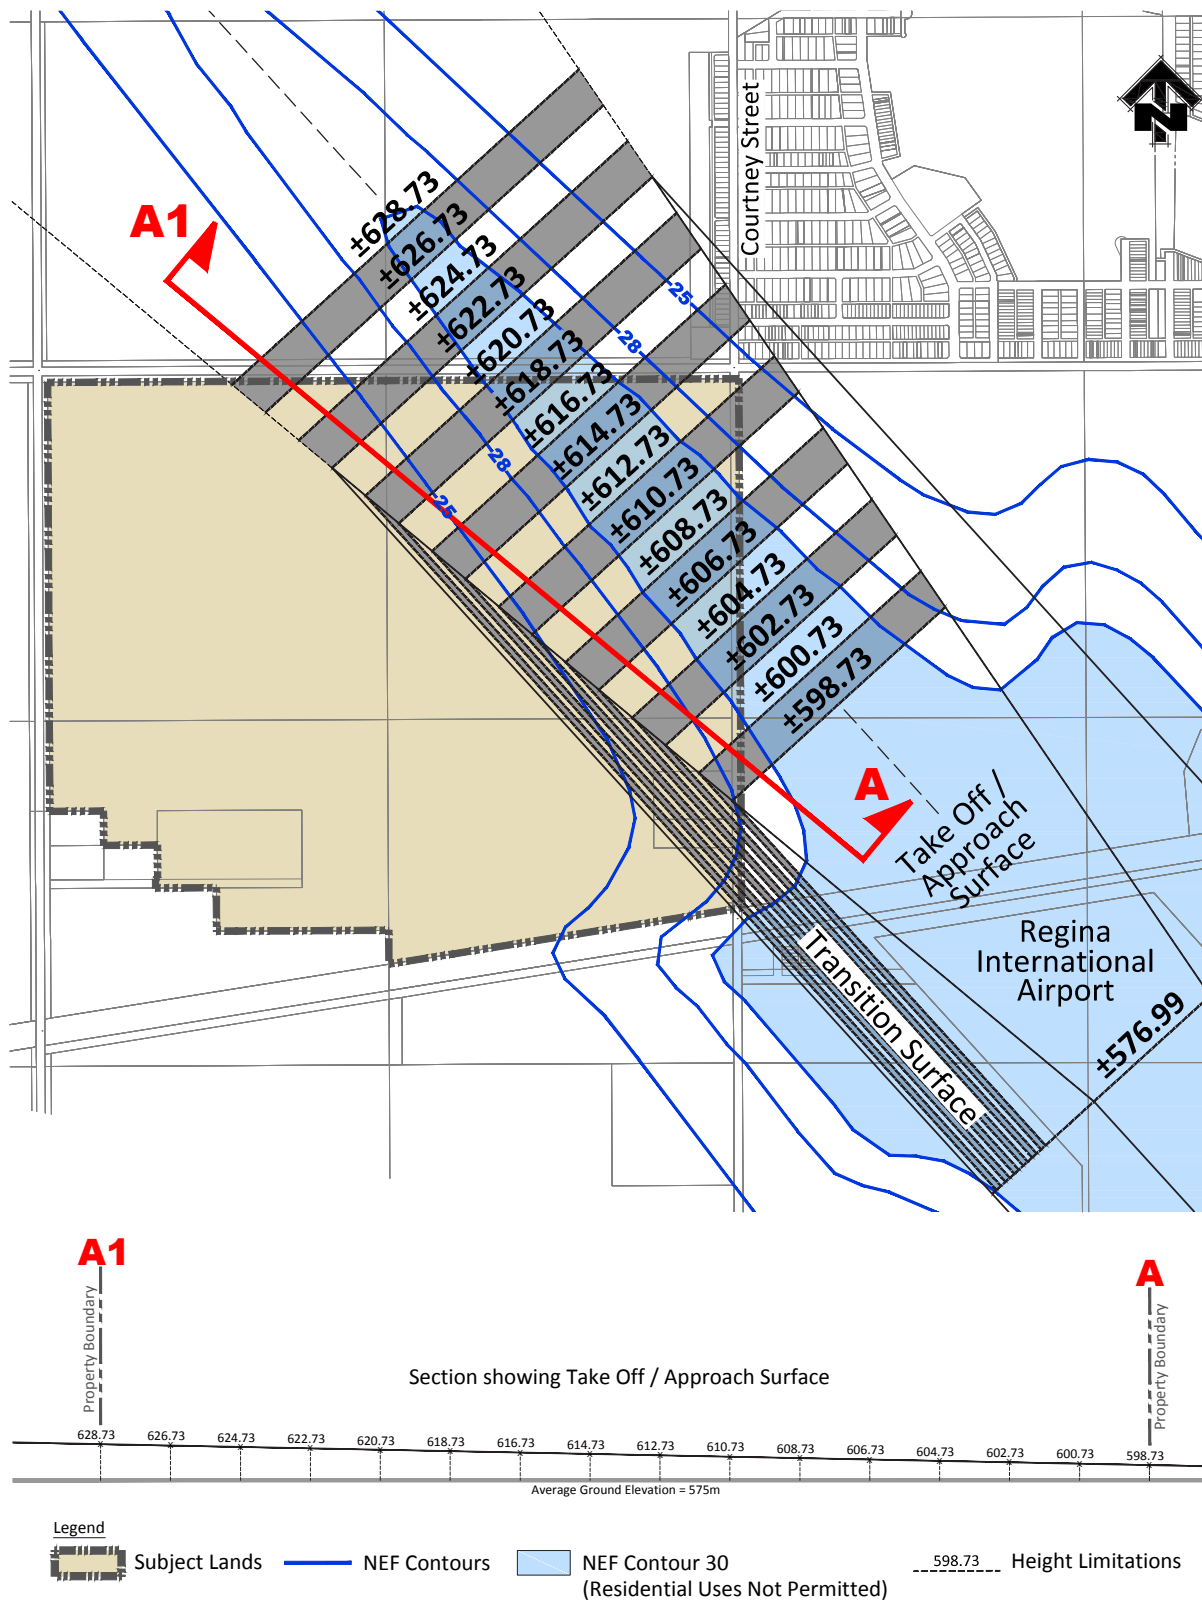 Courtney Street
N
A1
±628.73
±626.73
±624.73
±622.73
±620.73
±618.73
±616.73
±614.73
±612.73
±610.73
±608.73
±606.73
±604.73
±602.73
±600.73
±598.73
25
28
28
25
A
Take Off /
Approach
Surface
Regina
International
Airport
±576.99
Transition Surface
A1
A
Property Boundary
Property Boundary
Section showing Take Off / Approach Surface
628.73 626.73 624.73 622.73 620.73 618.73 616.73 614.73 612.73 610.73 608.73 606.73 604.73 602.73 600.73 598.73
Average Ground Elevation = 575m
Legend
Subject Lands
NEF Contours
NEF Contour 30
(Residential Uses Not Permitted)
598.73
Height Limitations